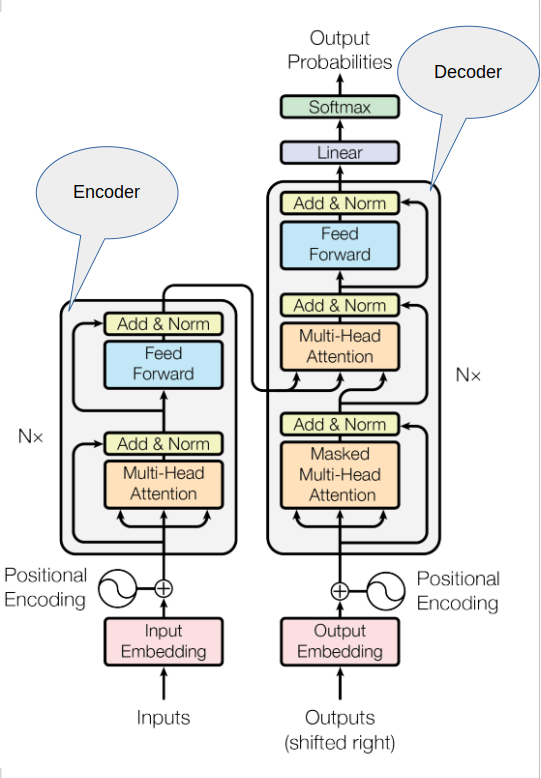 Output
Probabilities
Decoder
Softmax
Linear
Encoder
Add & Norm
Feed
Forward
Add & Norm
Multi-Head
Attention
Nx
Add & Norm
Masked
Multi-Head
Attention
Add & Norm
Feed
Forward
Nx
Add & Norm
Multi-Head
Attention
Positional
Encoding
Positional
Encoding
Input
Embedding
Output
Embedding
Inputs
Outputs
(shifted right)